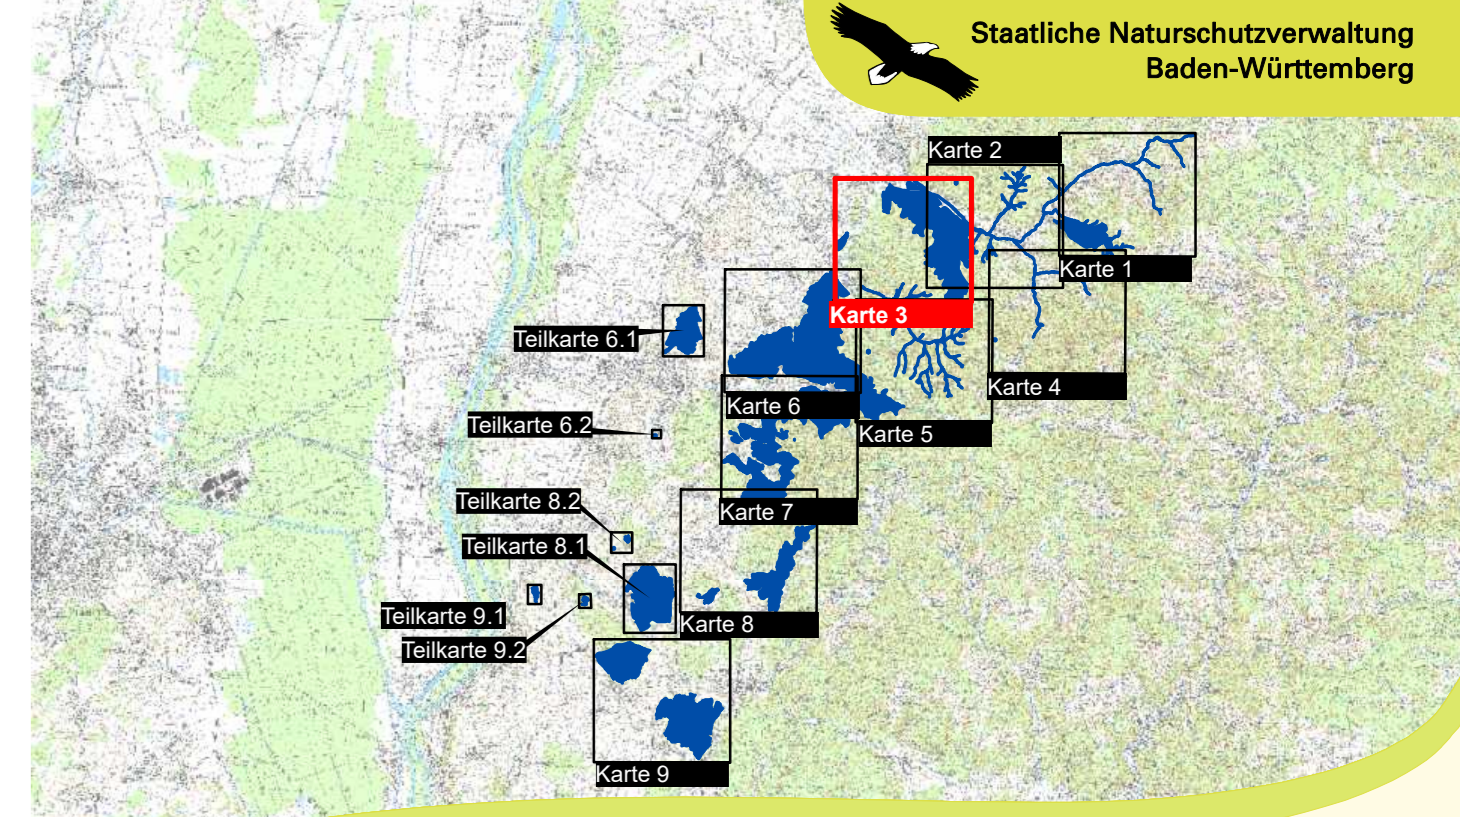 Staatliche Naturschutzverwaltung
Baden-Württemberg
Karte 2
Karte 1
Karte 3
Teilkarte 6.1
Karte 4
Karte 6
Teilkarte 6.2
Karte 5
Teilkarte 8.2
Karte 7
Teilkarte 8.1
Teilkarte 9.1
Karte 8
Teilkarte 9.2
Karte 9